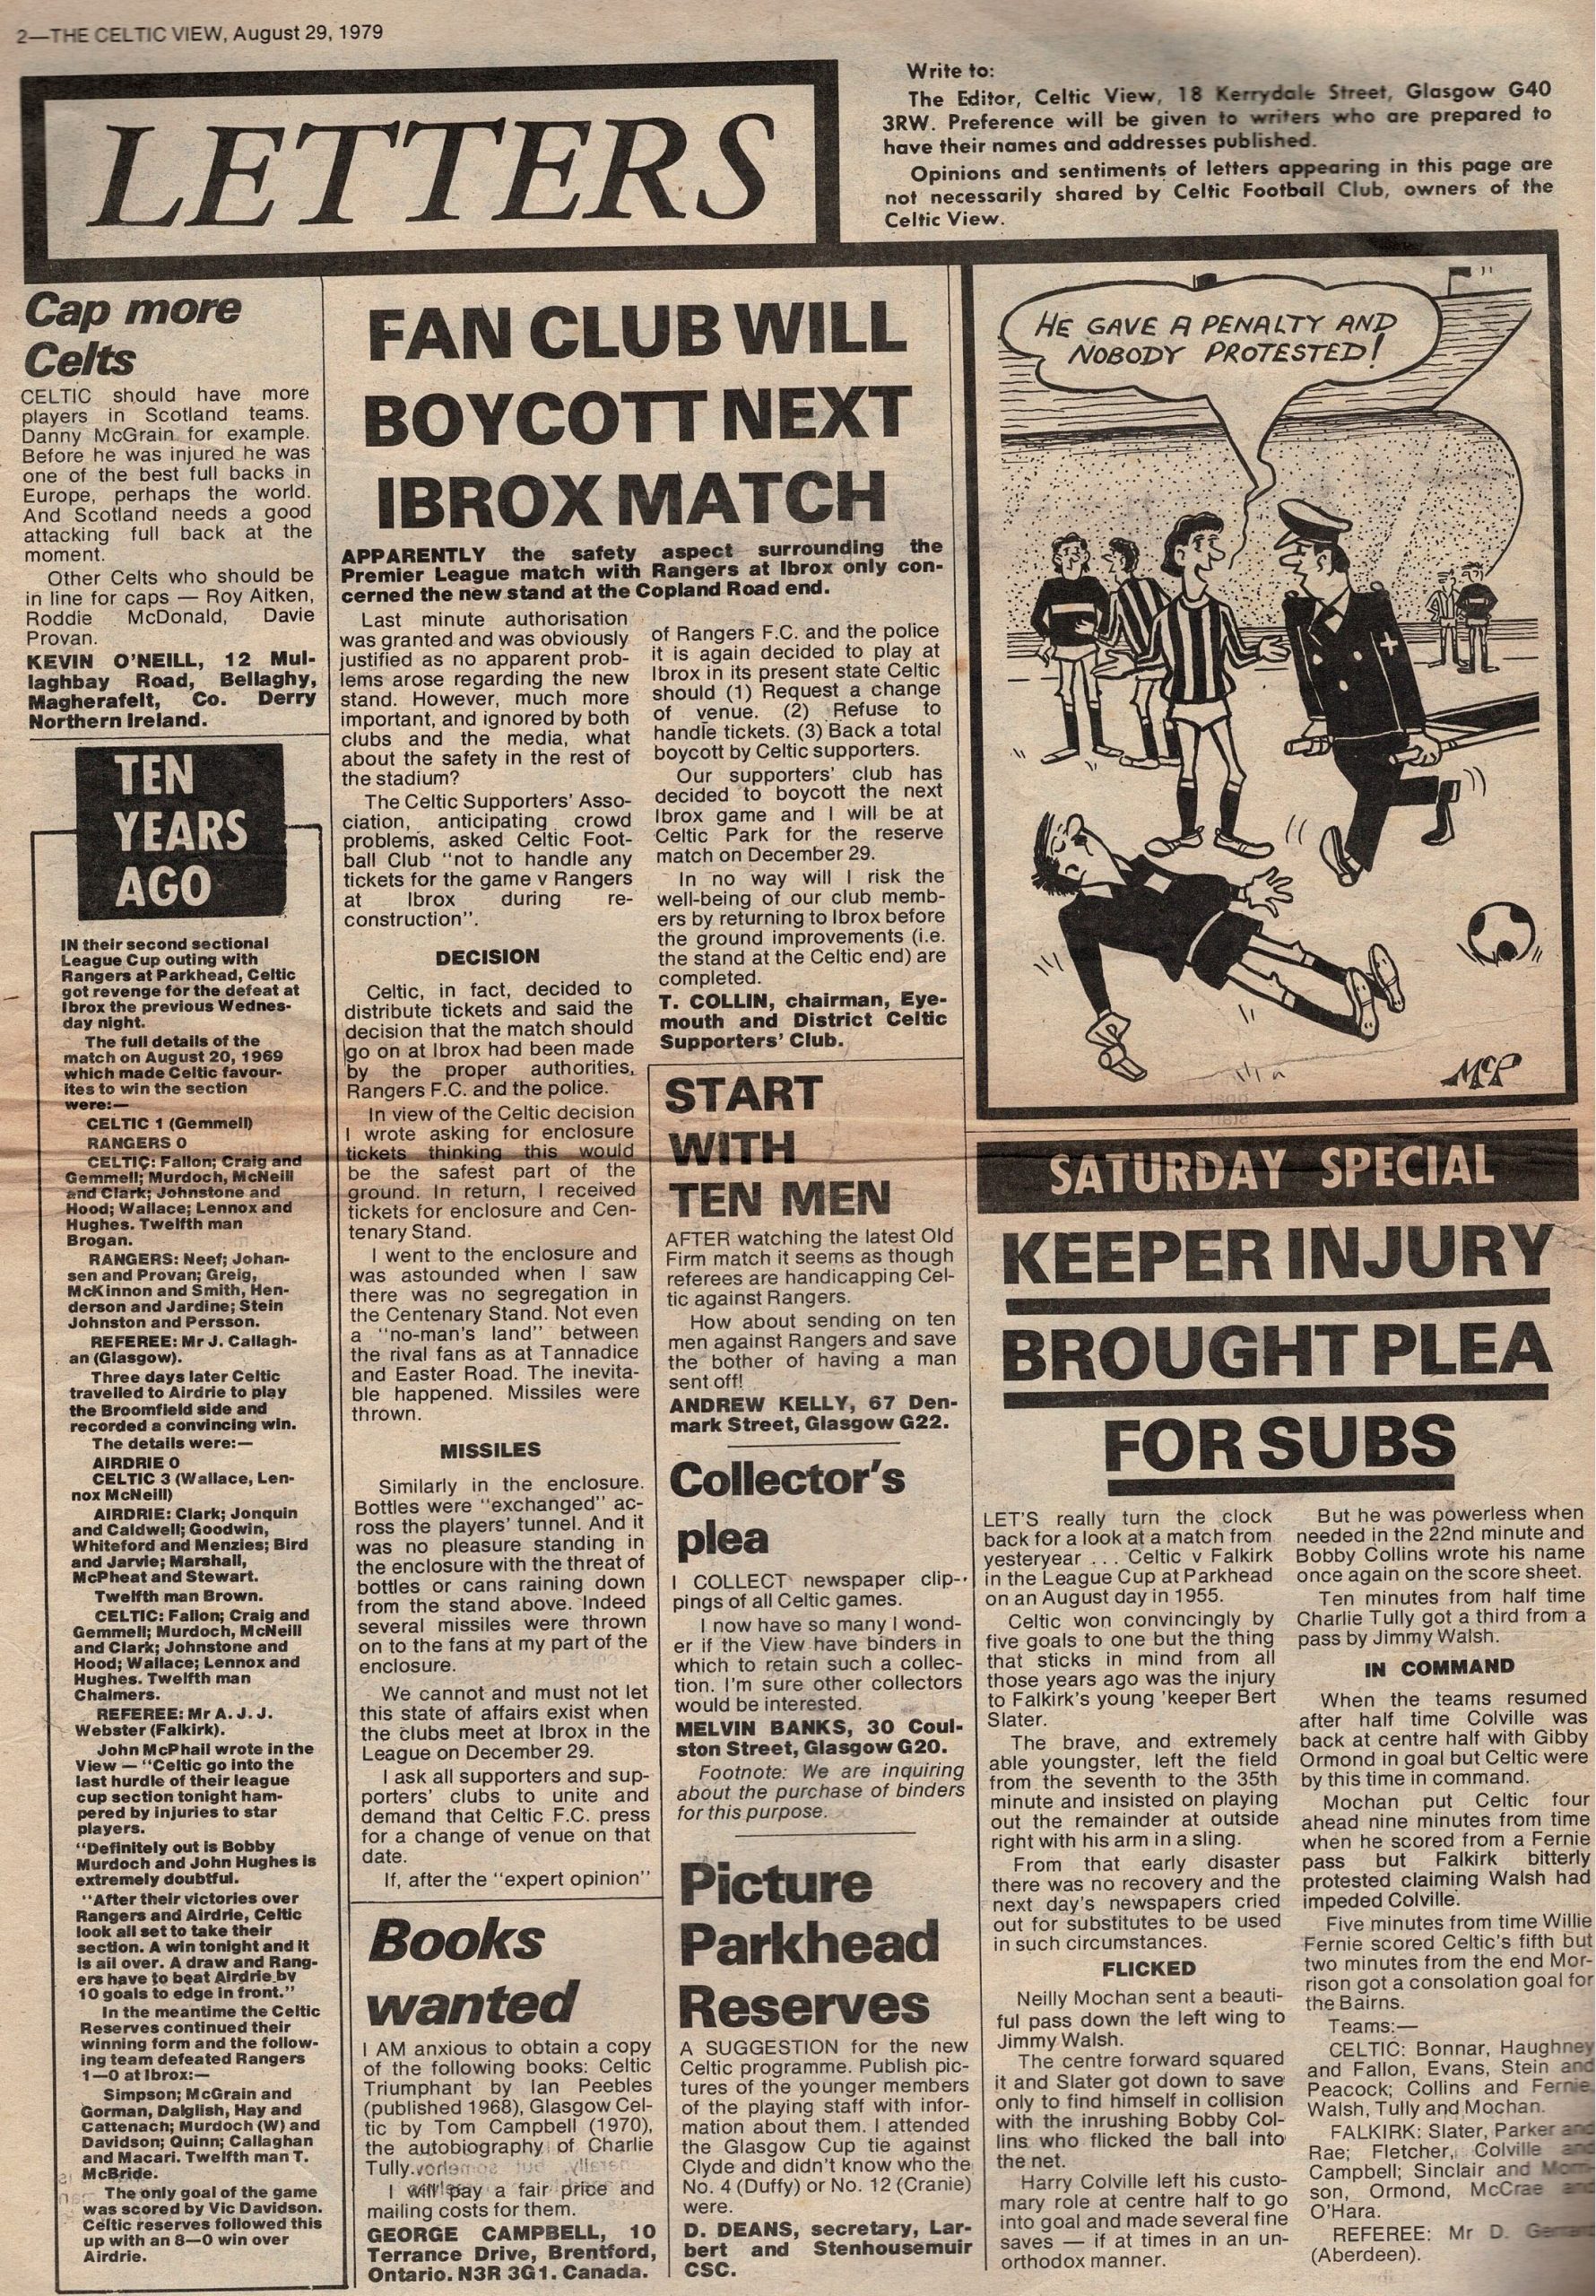 2—THE CELTIC VIEW, August 29, 1979
LETTERS
Write to:
The Editor, Celtic View, 18 Kerrydale Street, Glasgow G40
3RW. Preference will be given to writers who are prepared to
have their names and addresses published.
Opinions and sentiments of letters appearing in this page are
not necessarily shared by Celtic Football Club, owners of the
Celtic View.
Cap more
Celts
CELTIC should have more
players in Scotland teams.
Danny McGrain for example.
Before he was injured he was
one of the best full backs in
Europe, perhaps the world.
And Scotland needs a good
attacking full back at the
moment.
Other Celts who should be
in line for caps — Roy Aitken,
Roddie McDonald, Davie
Provan.
KEVIN O'NEILL, 12 Mul-
laghbay Road, Bellaghy,
Magherafelt, Co. Derry
Northern Ireland.
TEN
YEARS
AGO
IN their second sectional
League Cup outing with
Rangers at Parkhead, Celtic
got revenge for the defeat at
Ibrox the previous Wednes-
day night.
The full details of the
match on August 20, 1969
which made Celtic favour-
ites to win the section
were:—
CELTIC 1 (Gemmell)
RANGERS 0
CELTIC: Fallon; Craig and
Gemmell; Murdoch, McNeill
and Clark; Johnstone and
Hood; Wallace; Lennox and
Hughes. Twelfth man
Brogan.
RANGERS: Neef; Johan-
sen and Provan; Greig,
McKinnon and Smith, Hen-
derson and Jardine; Stein
Johnston and Persson.
REFEREE: Mr J. Callagh-
an (Glasgow).
Three days later Celtic
travelled to Airdrie to play
the Broomfield side and
recorded a convincing win.
The details were:—
AIRDRIE 0
CELTIC 3 (Wallace, Len-
nox McNeill)
AIRDRIE: Clark; Jonquin
and Caldwell; Goodwin,
Whiteford and Menzies; Bird
and Jarvie; Marshall,
McPheat and Stewart.
Twelfth man Brown.
CELTIC: Fallon; Craig and
Gemmell; Murdoch, McNeill
and Clark; Johnstone and
Hood; Wallace; Lennox and
Hughes. Twelfth man
Chalmers.
REFEREE: Mr A. J. J.
Webster (Falkirk).
John McPhail wrote in the
View — "Celtic go into the
last hurdle of their league
cup section tonight ham-
pered by injuries to star
players.
"Definitely out is Bobby
Murdoch and John Hughes is
extremely doubtful.
"After their victories over
Rangers and Airdrie, Celtic
look all set to take their
section. A win tonight and it
is all over. A draw and Rang-
ers have to beat Airdrie by
10 goals to edge in front."
In the meantime the Celtic
Reserves continued their
winning form and the follow-
ing team defeated Rangers
1—0 at Ibrox:—
Simpson; McGrain and
Gorman, Dalglish, Hay and
Cattenach; Murdoch (W) and
Davidson; Quinn; Callaghan
and Macari. Twelfth man T.
McBride.
The only goal of the game
was scored by Vic Davidson.
Celtic reserves followed this
up with an 8—0 win over
Airdrie.
FAN CLUB WILL
BOYCOTT NEXT
IBROX MATCH
APPARENTLY the safety aspect surrounding the
Premier League match with Rangers at Ibrox only con-
cerned the new stand at the Copland Road end.
Last minute authorisation
was granted and was obviously
justified as no apparent prob-
lems arose regarding the new
stand. However, much more
important, and ignored by both
clubs and the media, what
about the safety in the rest of
the stadium?
The Celtic Supporters' Asso-
ciation, anticipating crowd
problems, asked Celtic Foot-
ball Club "not to handle any
tickets for the game v Rangers
at Ibrox during re-
construction".
DECISION
Celtic, in fact, decided to
distribute tickets and said the
decision that the match should
go on at Ibrox had been made
by the proper authorities,
Rangers F.C. and the police.
In view of the Celtic decision
I wrote asking for enclosure
tickets thinking this would
be the safest part of the
ground. In return, I received
tickets for enclosure and Cen-
tenary Stand.
I went to the enclosure and
was astounded when I saw
there was no segregation in
the Centenary Stand. Not even
a "no-man's land" between
the rival fans as at Tannadice
and Easter Road. The inevita-
ble happened. Missiles were
thrown.
MISSILES
Similarly in the enclosure.
Bottles were "exchanged" ac-
ross the players' tunnel. And it
was no pleasure standing in
the enclosure with the threat of
bottles or cans raining down
from the stand above. Indeed
several missiles were thrown
on to the fans at my part of the
enclosure.
We cannot and must not let
this state of affairs exist when
the clubs meet at Ibrox in the
League on December 29.
I ask all supporters and sup-
porters' clubs to unite and
demand that Celtic F.C. press
for a change of venue on that
date.
If, after the "expert opinion"
of Rangers F.C. and the police
it is again decided to play at
Ibrox in its present state Celtic
should (1) Request a change
of venue. (2) Refuse to
handle tickets. (3) Back a total
boycott by Celtic supporters.
Our supporters' club has
decided to boycott the next
Ibrox game and I will be at
Celtic Park for the reserve
match on December 29.
In no way will I risk the
well-being of our club memb-
ers by returning to Ibrox before
the ground improvements (i.e.
the stand at the Celtic end) are
completed.
T. COLLIN, chairman, Eye-
mouth and District Celtic
Supporters' Club.
Books
wanted
I AM anxious to obtain a copy
of the following books: Celtic
Triumphant by Ian Peebles
(published 1968), Glasgow Cel-
tic by Tom Campbell (1970),
the autobiography of Charlie
Tully.
I will pay a fair price and
mailing costs for them.
GEORGE CAMPBELL, 10
Terrance Drive, Brentford,
Ontario. N3R 3G1. Canada.
START
WITH
TEN MEN
AFTER watching the latest Old
Firm match it seems as though
referees are handicapping Cel-
tic against Rangers.
How about sending on ten
men against Rangers and save
the bother of having a man
sent off!
ANDREW KELLY, 67 Den-
mark Street, Glasgow G22.
Collector's
plea
I COLLECT newspaper clip-
pings of all Celtic games.
I now have so many I wond-
er if the View have binders in
which to retain such a collec-
tion. I'm sure other collectors
would be interested.
MELVIN BANKS, 30 Coul-
ston Street, Glasgow G20.
Footnote: We are inquiring
about the purchase of binders
for this purpose.
Picture
Parkhead
Reserves
A SUGGESTION for the new
Celtic programme. Publish pic-
tures of the younger members
of the playing staff with infor-
mation about them. I attended
the Glasgow Cup tie against
Clyde and didn't know who the
No. 4 (Duffy) or No. 12 (Cranie)
were.
D. DEANS, secretary, Lar-
bert and Stenhousemuir
CSC.
HE GAVE A PENALTY AND
NOBODY PROTESTED!
McP
SATURDAY SPECIAL
KEEPER INJURY
BROUGHT PLEA
FOR SUBS
LET'S really turn the clock
back for a look at a match from
yesteryear . . . Celtic v Falkirk
in the League Cup at Parkhead
on an August day in 1955.
Celtic won convincingly by
five goals to one but the thing
that sticks in mind from all
those years ago was the injury
to Falkirk's young 'keeper Bert
Slater.
The brave, and extremely
able youngster, left the field
from the seventh to the 35th
minute and insisted on playing
out the remainder at outside
right with his arm in a sling.
From that early disaster
there was no recovery and the
next day's newspapers cried
out for substitutes to be used
in such circumstances.
FLICKED
Neilly Mochan sent a beauti-
ful pass down the left wing to
Jimmy Walsh.
The centre forward squared
it and Slater got down to save
only to find himself in collision
with the inrushing Bobby Col-
lins who flicked the ball into
the net.
Harry Colville left his custo-
mary role at centre half to go
into goal and made several fine
saves — if at times in an un-
orthodox manner.
But he was powerless when
needed in the 22nd minute and
Bobby Collins wrote his name
once again on the score sheet.
Ten minutes from half time
Charlie Tully got a third from a
pass by Jimmy Walsh.
IN COMMAND
When the teams resumed
after half time Colville was
back at centre half with Gibby
Ormond in goal but Celtic were
by this time in command.
Mochan put Celtic four
ahead nine minutes from time
when he scored from a Fernie
pass but Falkirk bitterly
protested claiming Walsh had
impeded Colville.
Five minutes from time Willie
Fernie scored Celtic's fifth but
two minutes from the end Mor-
rison got a consolation goal for
the Bairns.
Teams:—
CELTIC: Bonnar, Haughney
and Fallon, Evans, Stein and
Peacock; Collins and Fernie,
Walsh, Tully and Mochan.
FALKIRK: Slater, Parker and
Rae; Fletcher, Colville and
Campbell; Sinclair and Morri-
son, Ormond, McCrae and
O'Hara.
REFEREE: Mr D.
(Aberdeen).